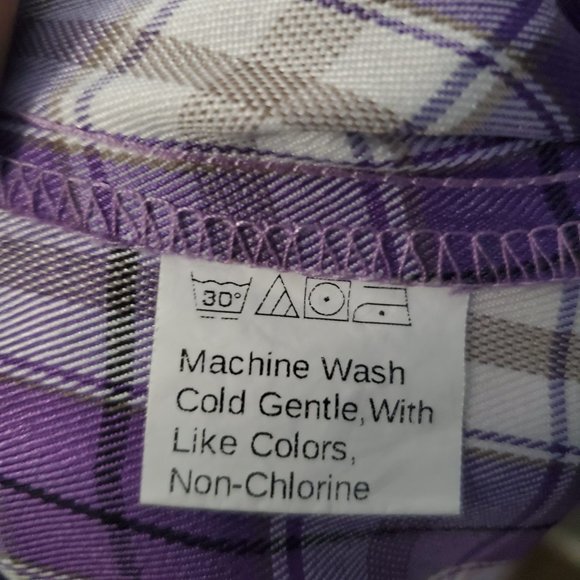 30°
Machine Wash
Cold Gentle,With
Like Colors,
Non-Chlorine